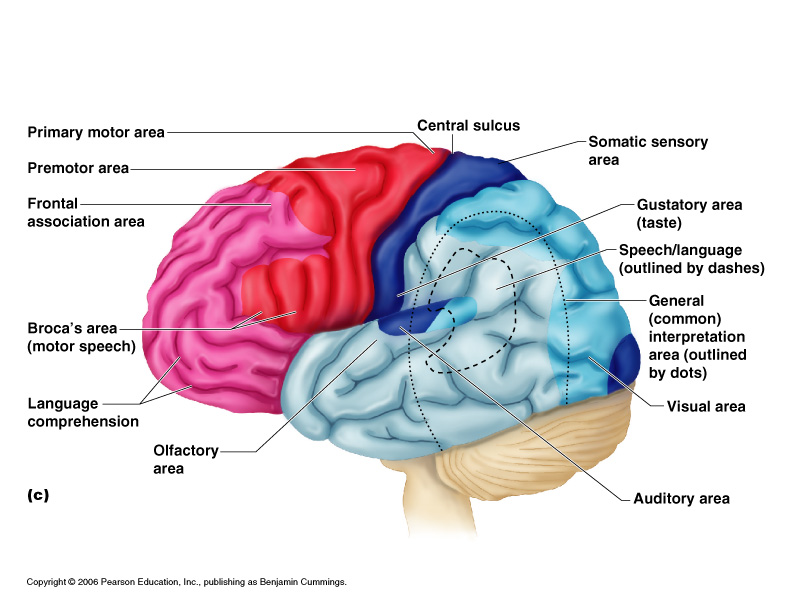 Primary motor area
Central sulcus
Somatic sensory
area
Premotor area
Frontal
association area
Gustatory area
(taste)
Speech/language
(outlined by dashes)
General
(common)
interpretation
area (outlined
by dots)
Broca's area
(motor speech)
Language
comprehension
Visual area
Olfactory
area
Auditory area
(c)
Copyright © 2006 Pearson Education, Inc., publishing as Benjamin Cummings.